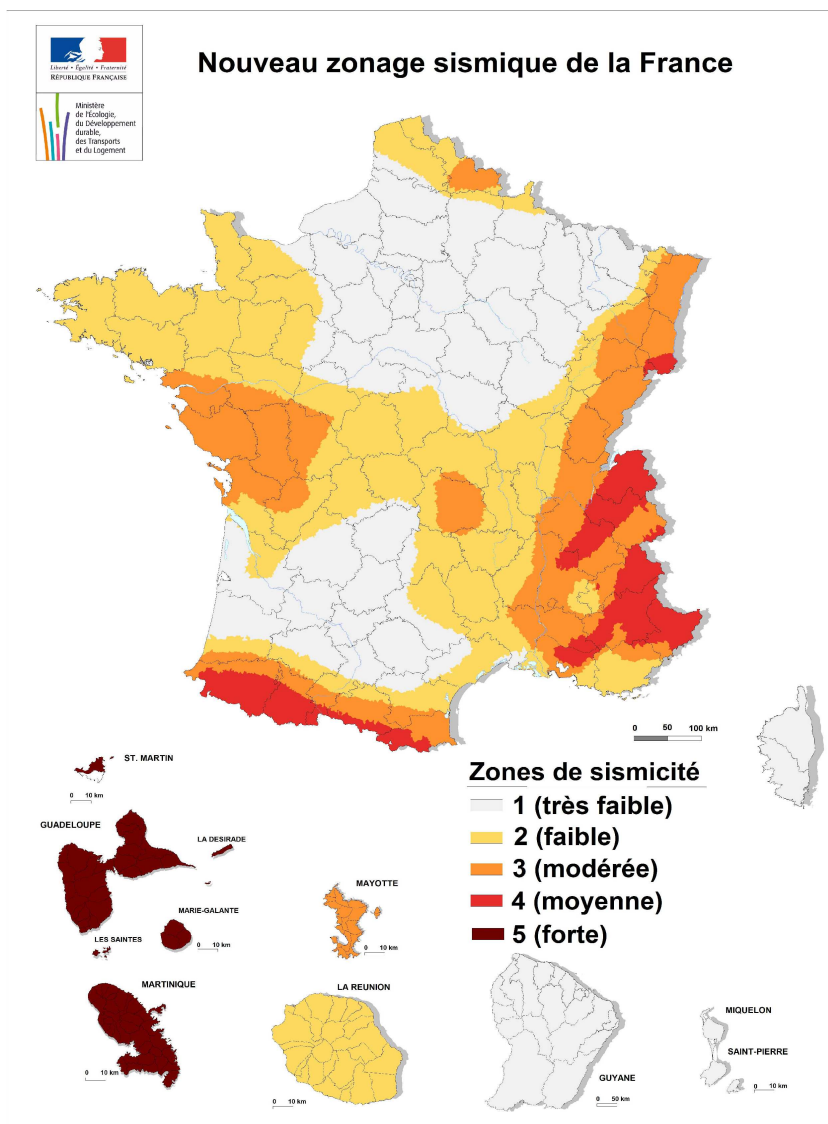 Nouveau zonage sismique de la France
Liberté • Égalité • Fraternité
RÉPUBLIQUE FRANÇAISE
Ministère
de l'Écologie,
du Développement
durable,
des Transports
et du Logement
0 50 100 km
ST. MARTIN
0 10 km
GUADELOUPE
LA DESIRADE
MARIE-GALANTE
0 10 km
LES SAINTES
MARTINIQUE
0 10 km
MAYOTTE
0 10 km
LA REUNION
0 10 km
Zones de sismicité
1 (très faible)
2 (faible)
3 (modérée)
4 (moyenne)
5 (forte)
GUYANE
0 50 km
MIQUELON
SAINT-PIERRE
0 10 km